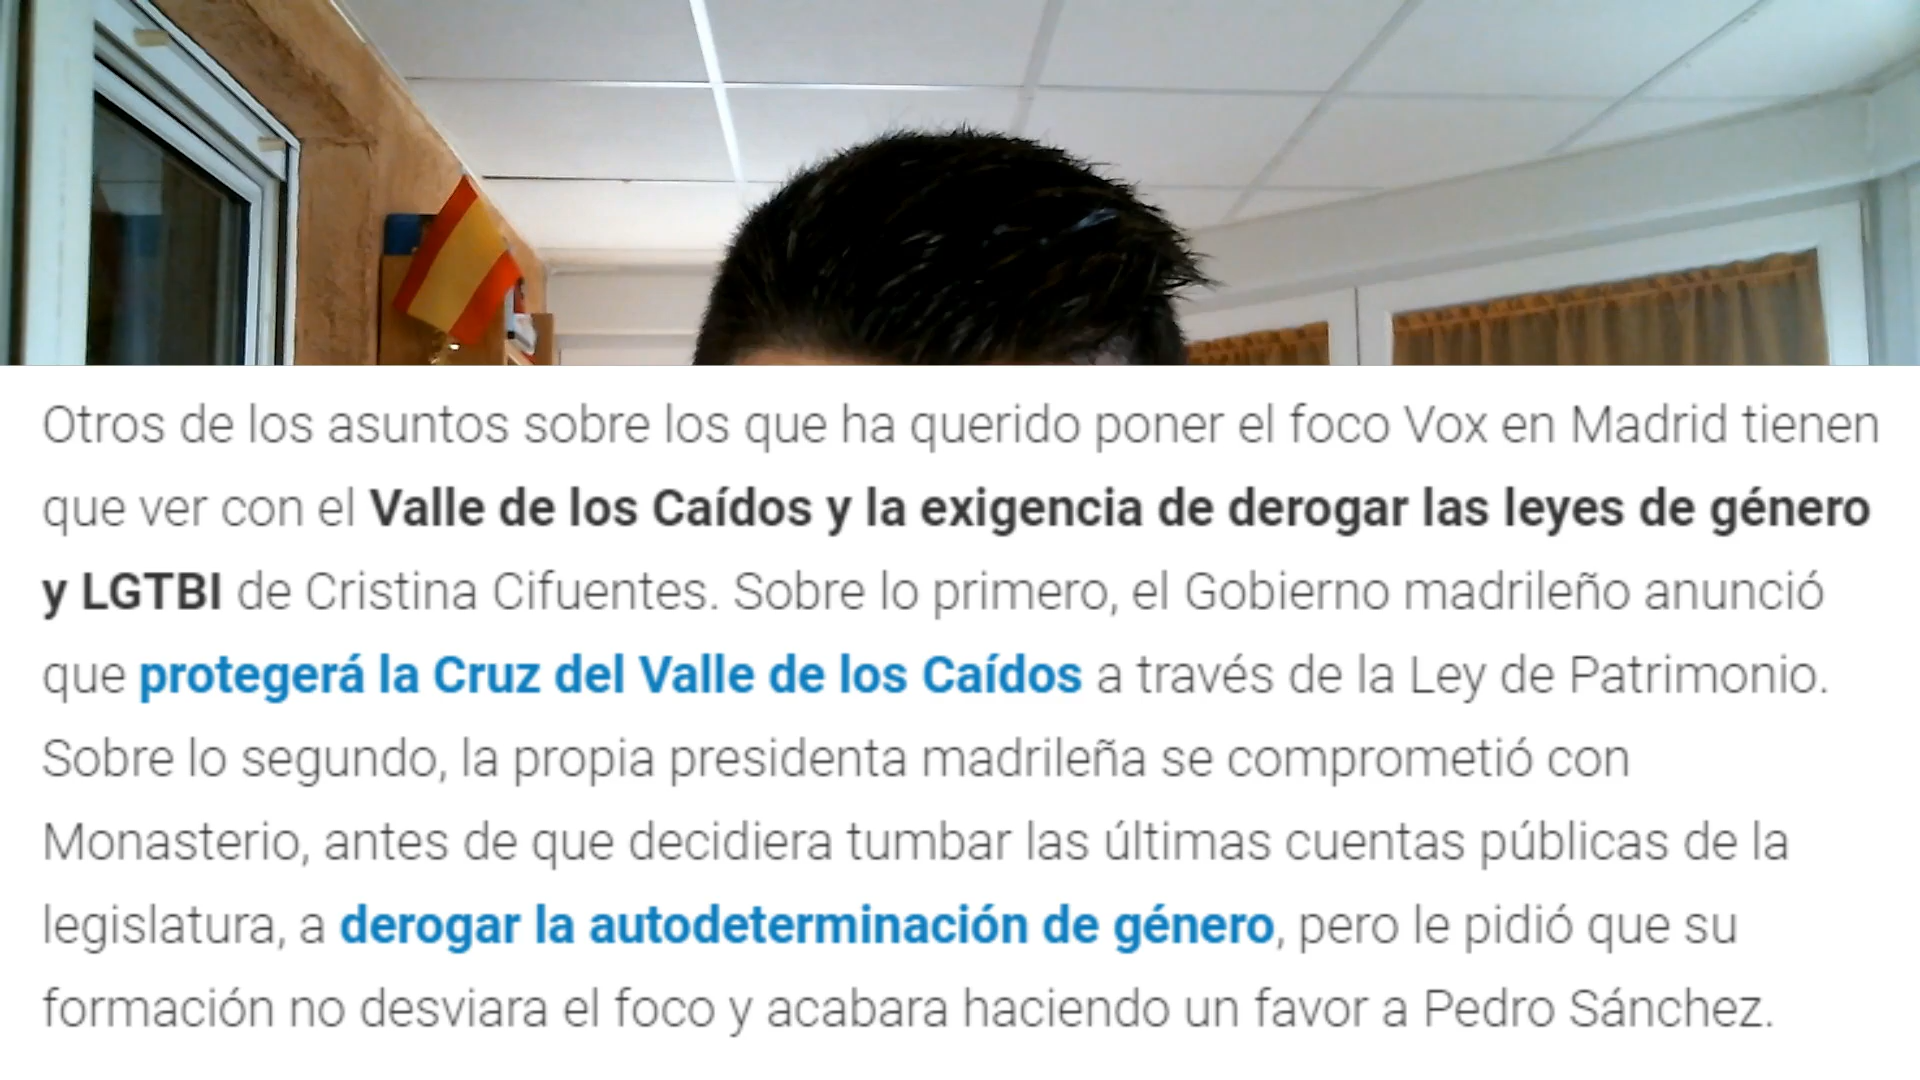 Otros de los asuntos sobre los que ha querido poner el foco Vox en Madrid tienen
que ver con el Valle de los Caídos y la exigencia de derogar las leyes de género
y LGTBI de Cristina Cifuentes. Sobre lo primero, el Gobierno madrileño anunció
que protegerá la Cruz del Valle de los Caídos a través de la Ley de Patrimonio.
Sobre lo segundo, la propia presidenta madrileña se comprometió con
Monasterio, antes de que decidiera tumbar las últimas cuentas públicas de la
legislatura, a derogar la autodeterminación de género, pero le pidió que su
formación no desviara el foco y acabara haciendo un favor a Pedro Sánchez.